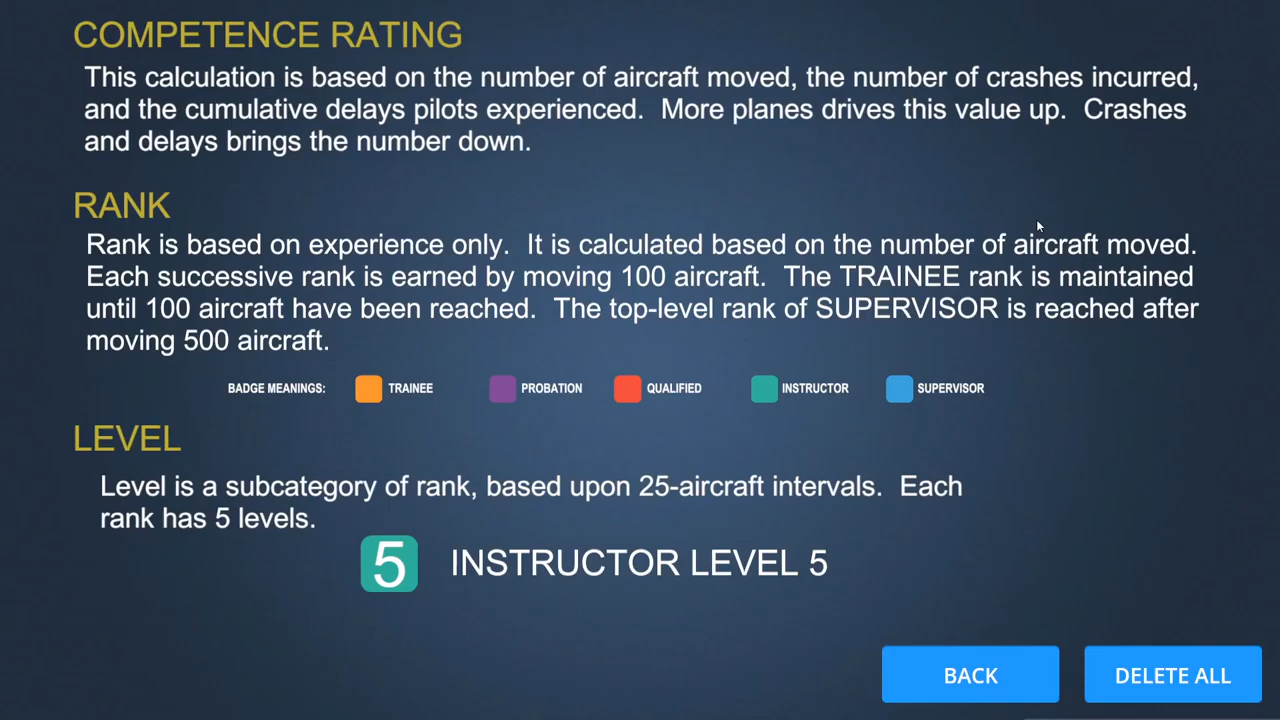 COMPETENCE RATING
This calculation is based on the number of aircraft moved, the number of crashes incurred,
and the cumulative delays pilots experienced.  More planes drives this value up.  Crashes
and delays brings the number down.
RANK
Rank is based on experience only.  It is calculated based on the number of aircraft moved.
Each successive rank is earned by moving 100 aircraft.  The TRAINEE rank is maintained
until 100 aircraft have been reached.  The top-level rank of SUPERVISOR is reached after
moving 500 aircraft.
BADGE MEANINGS: TRAINEE PROBATION QUALIFIED INSTRUCTOR SUPERVISOR
LEVEL
Level is a subcategory of rank, based upon 25-aircraft intervals.  Each
rank has 5 levels.
5 INSTRUCTOR LEVEL 5
BACK DELETE ALL